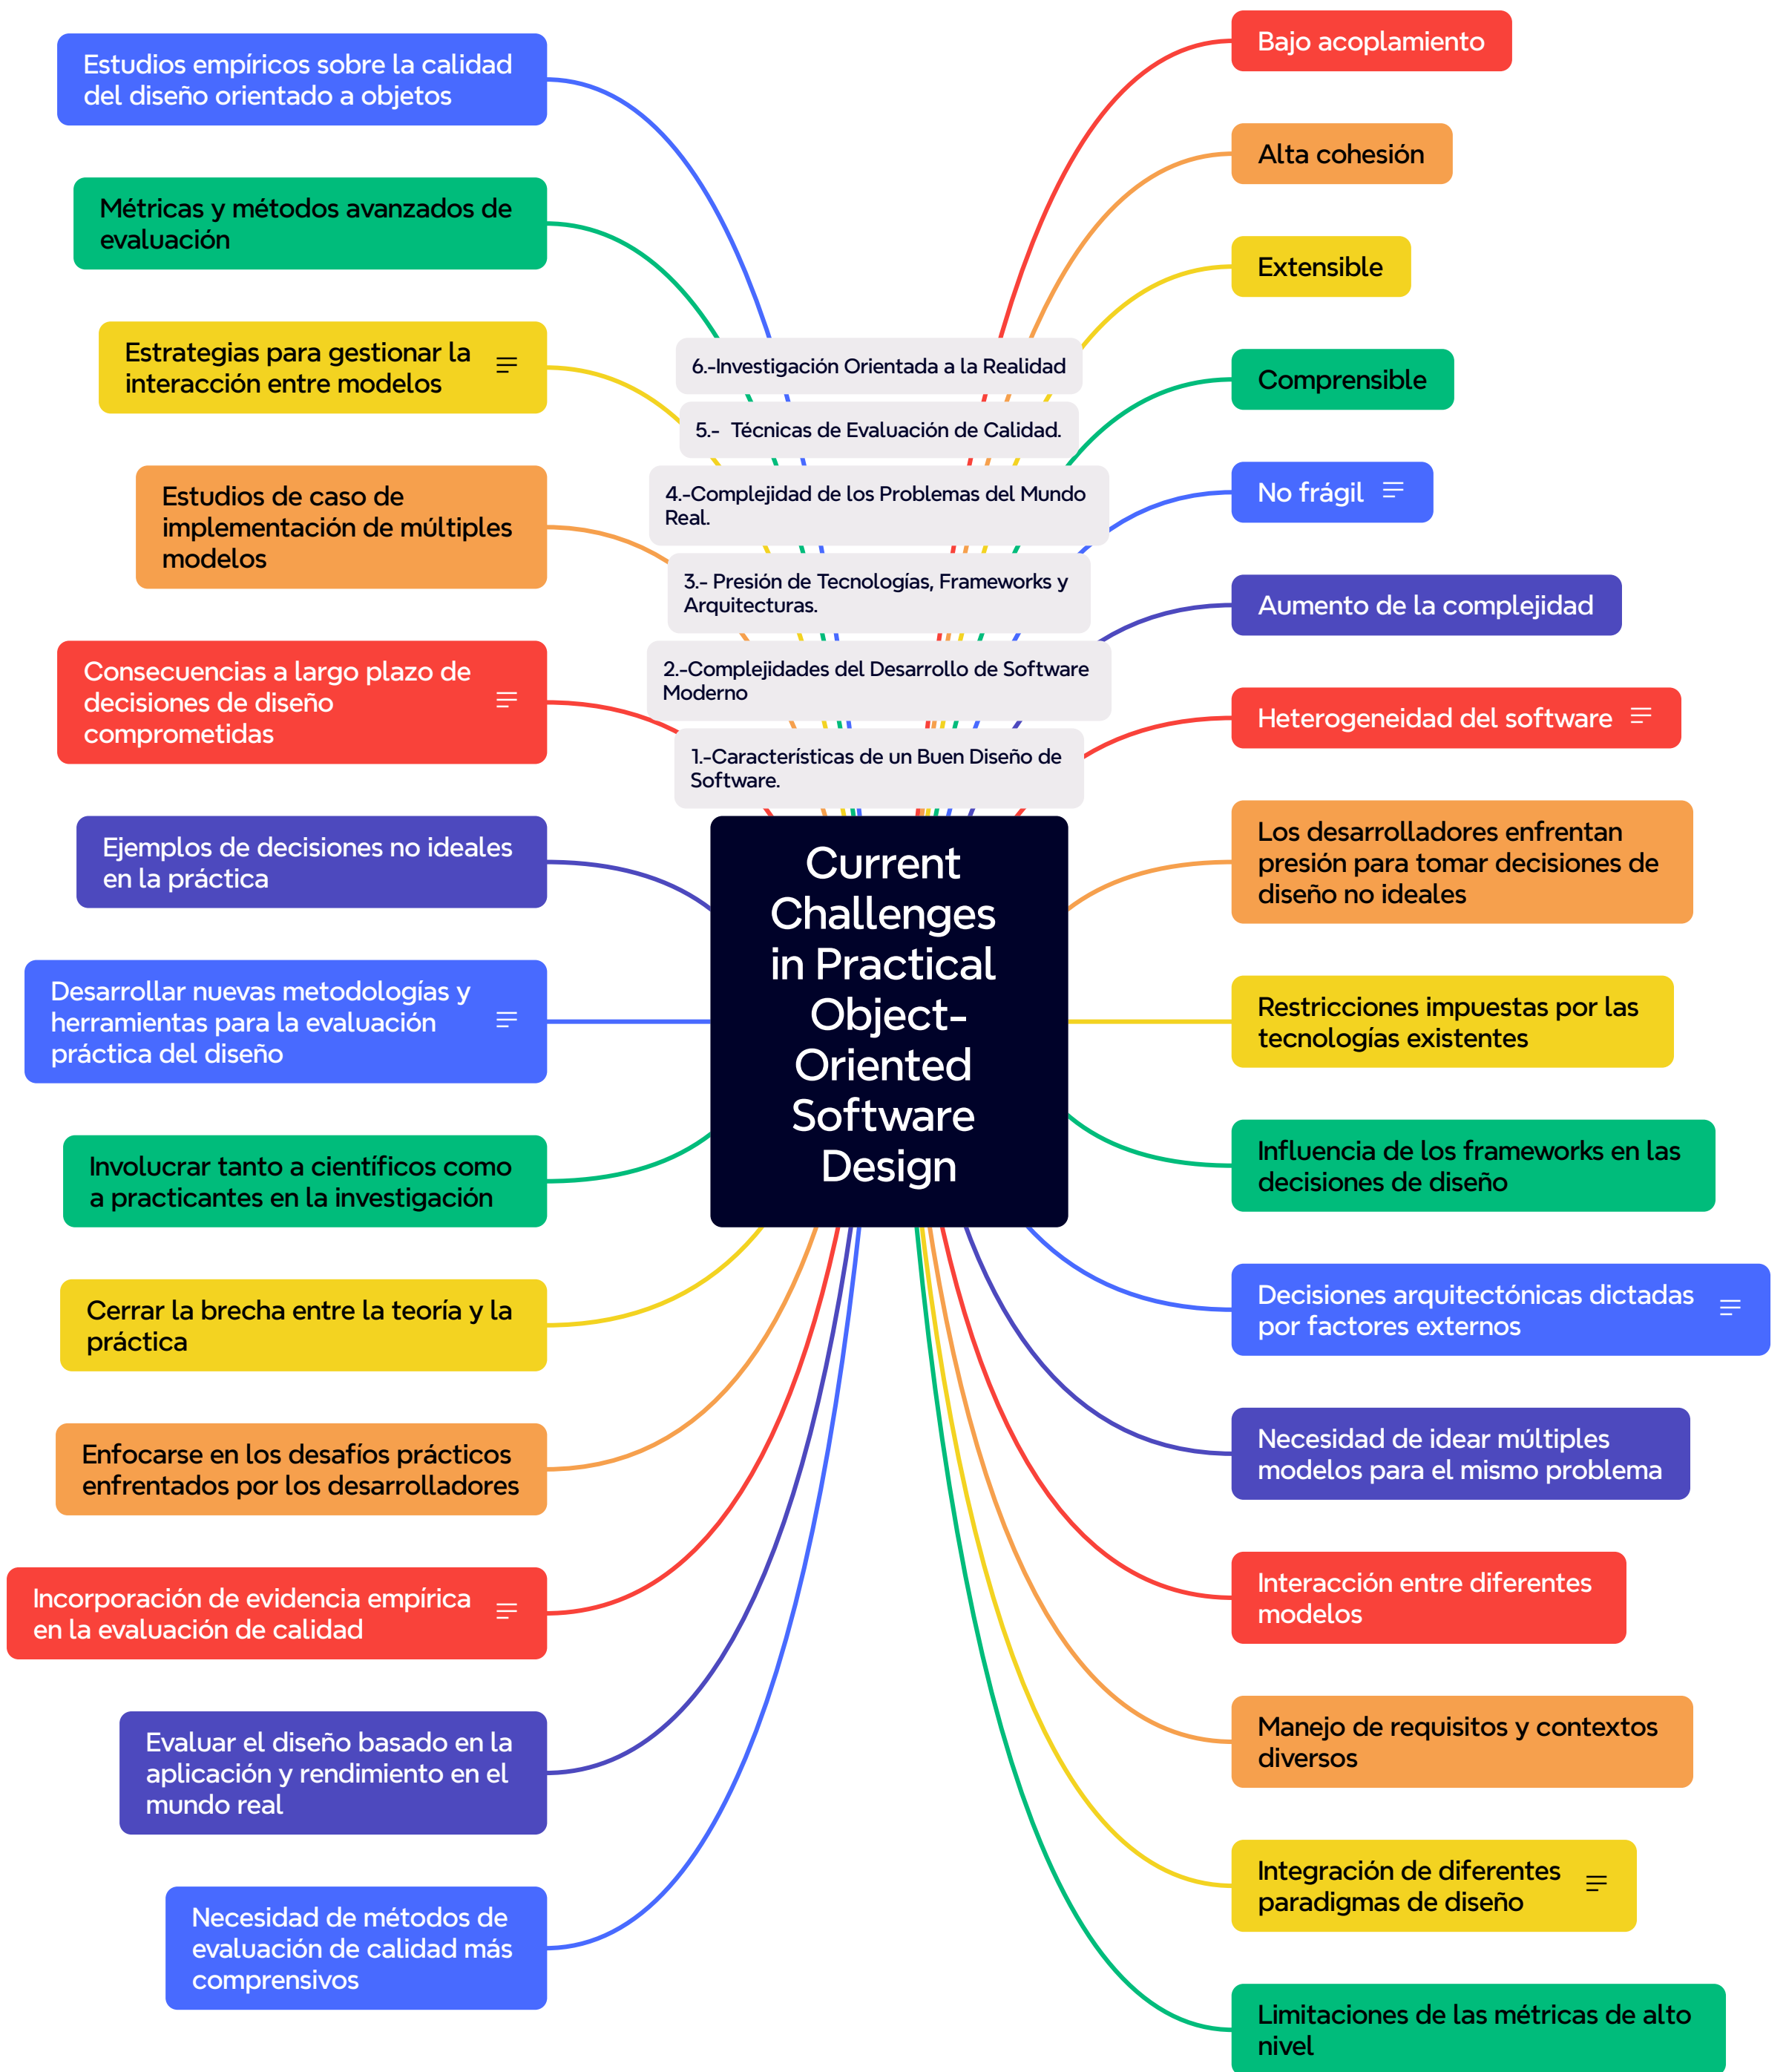 Estudios empíricos sobre la calidad
del diseño orientado a objetos
Métricas y métodos avanzados de
evaluación
Estrategias para gestionar la
interacción entre modelos
Estudios de caso de
implementación de múltiples
modelos
Consecuencias a largo plazo de
decisiones de diseño
comprometidas
Ejemplos de decisiones no ideales
en la práctica
Desarrollar nuevas metodologías y
herramientas para la evaluación
práctica del diseño
Involucrar tanto a científicos como
a practicantes en la investigación
Cerrar la brecha entre la teoría y la
práctica
Enfocarse en los desafíos prácticos
enfrentados por los desarrolladores
Incorporación de evidencia empírica
en la evaluación de calidad
Evaluar el diseño basado en la
aplicación y rendimiento en el
mundo real
Necesidad de métodos de
evaluación de calidad más
comprensivos
6.-Investigación Orientada a la Realidad
5.- Técnicas de Evaluación de Calidad.
4.-Complejidad de los Problemas del Mundo
Real.
3.- Presión de Tecnologías, Frameworks y
Arquitecturas.
2.-Complejidades del Desarrollo de Software
Moderno
1.-Características de un Buen Diseño de
Software.
Current
Challenges
in Practical
Object-
Oriented
Software
Design
Bajo acoplamiento
Alta cohesión
Extensible
Comprensible
No frágil
Aumento de la complejidad
Heterogeneidad del software
Los desarrolladores enfrentan
presión para tomar decisiones de
diseño no ideales
Restricciones impuestas por las
tecnologías existentes
Influencia de los frameworks en las
decisiones de diseño
Decisiones arquitectónicas dictadas
por factores externos
Necesidad de idear múltiples
modelos para el mismo problema
Interacción entre diferentes
modelos
Manejo de requisitos y contextos
diversos
Integración de diferentes
paradigmas de diseño
Limitaciones de las métricas de alto
nivel